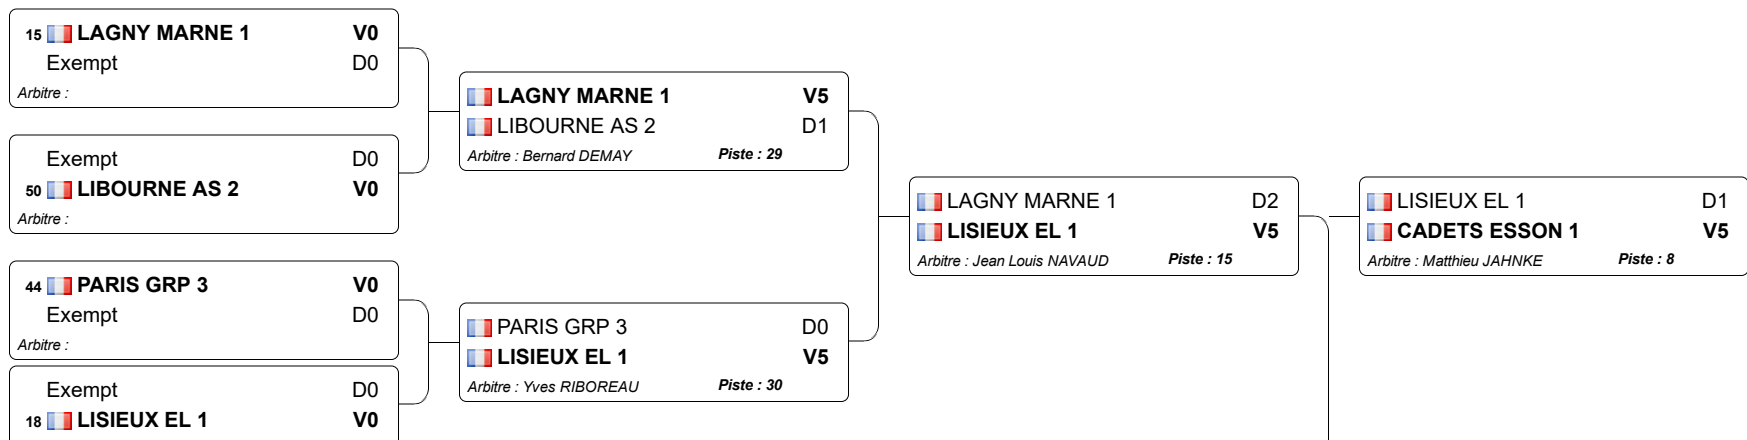 15 LAGNY MARNE 1 V0
Exempt D0
Arbitre :
Exempt D0
50 LIBOURNE AS 2 V0
Arbitre :
44 PARIS GRP 3 V0
Exempt D0
Arbitre :
Exempt D0
18 LISIEUX EL 1 V0
LAGNY MARNE 1 V5
LIBOURNE AS 2 D1
Arbitre : Bernard DEMAY Piste : 29
PARIS GRP 3 D0
LISIEUX EL 1 V5
Arbitre : Yves RIBOREAU Piste : 30
LAGNY MARNE 1 D2
LISIEUX EL 1 V5
Arbitre : Jean Louis NAVAUD Piste : 15
LISIEUX EL 1 D1
CADETS ESSON 1 V5
Arbitre : Matthieu JAHNKE Piste : 8